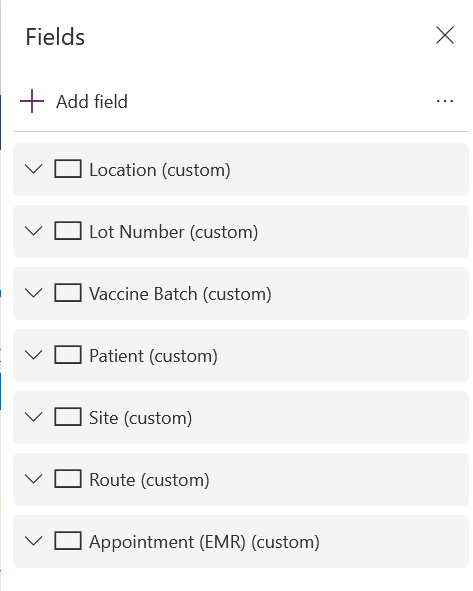 Fields
Add field
Location (custom)
Lot Number (custom)
Vaccine Batch (custom)
Patient (custom)
Site (custom)
Route (custom)
Appointment (EMR) (custom)